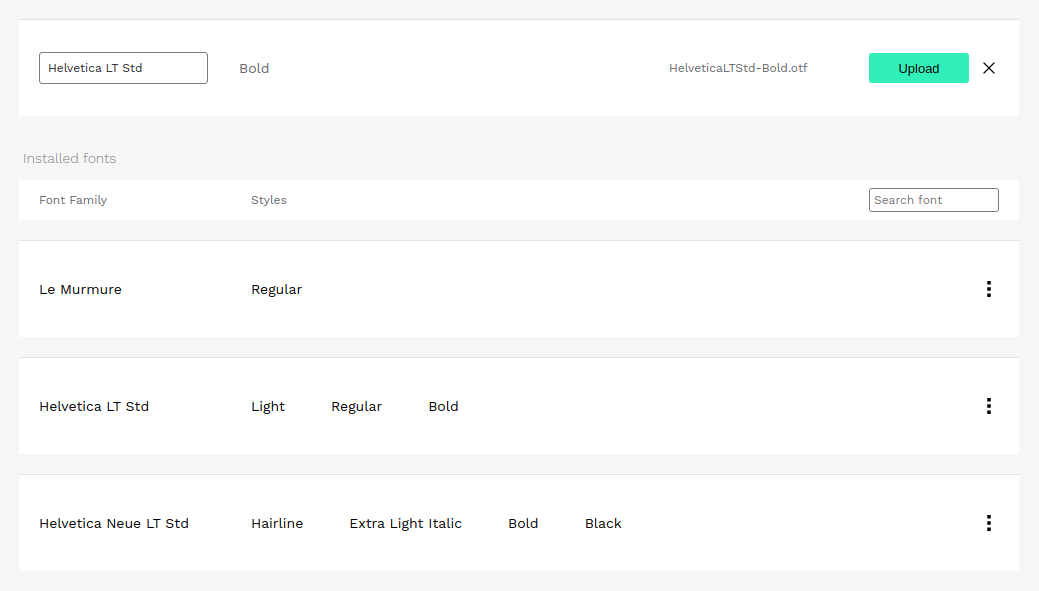 Helvetica LT Std Bold HelveticaLTStd-Bold.otf Upload
Installed fonts
Font Family Styles Search font
Le Murmure Regular
Helvetica LT Std Light Regular Bold
Helvetica Neue LT Std Hairline Extra Light Italic Bold Black